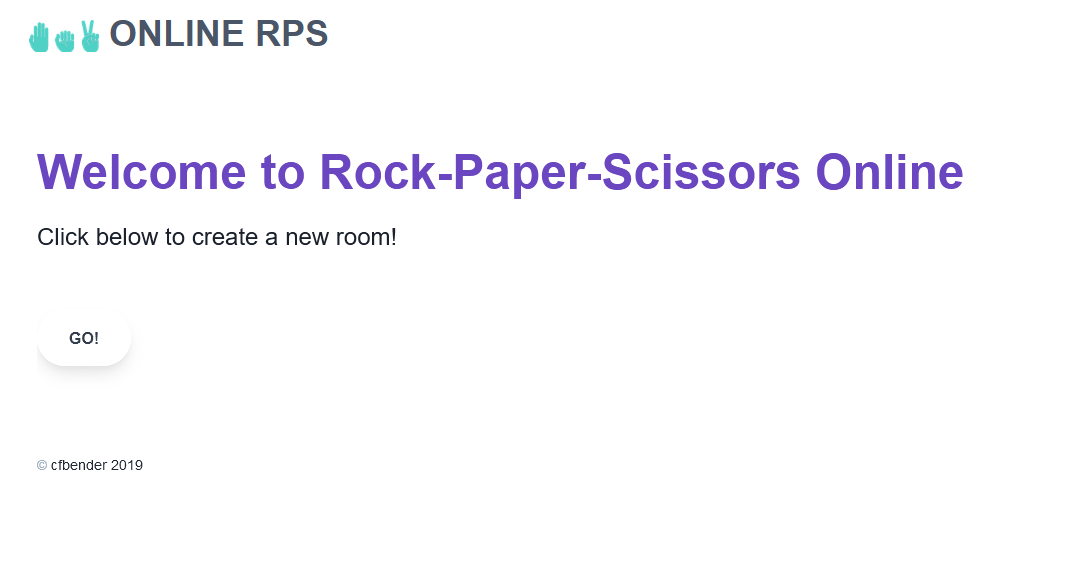 ONLINE RPS
Welcome to Rock-Paper-Scissors Online
Click below to create a new room!
GO!
© cfbender 2019